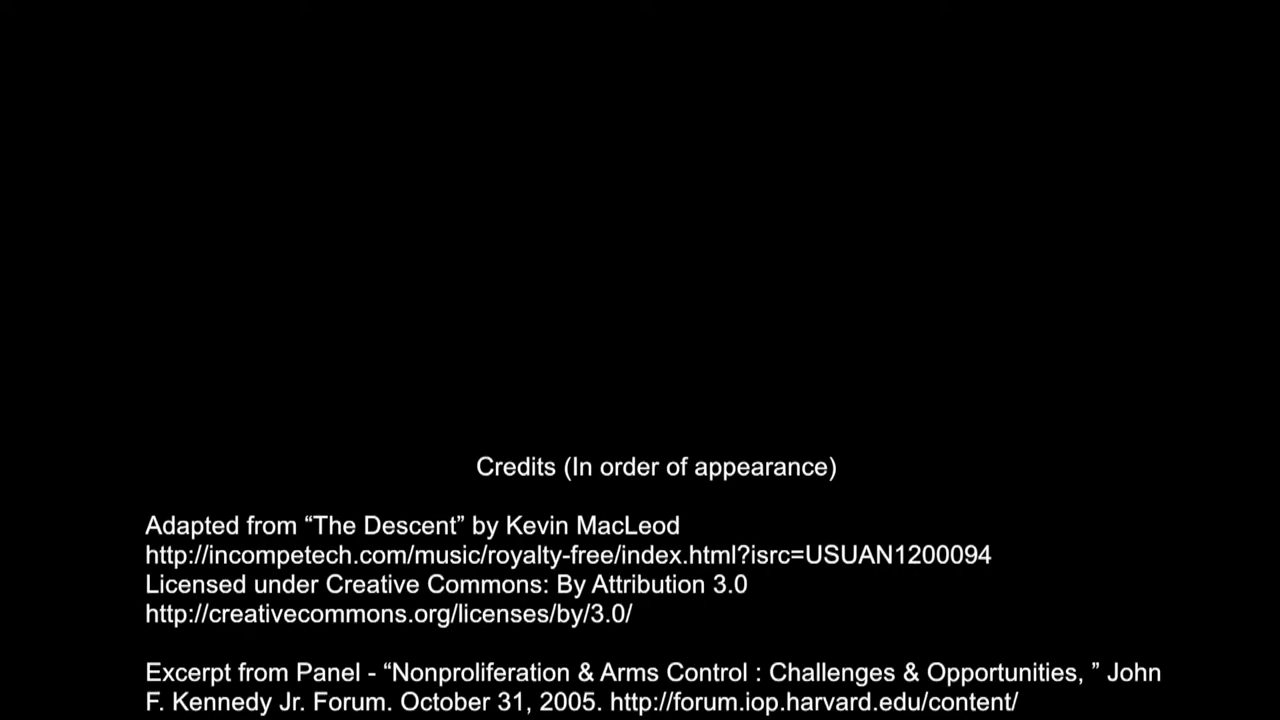 Credits (In order of appearance)
Adapted from “The Descent” by Kevin MacLeod
http://incompetech.com/music/royalty-free/index.html?isrc=USUAN1200094
Licensed under Creative Commons: By Attribution 3.0
http://creativecommons.org/licenses/by/3.0/
Excerpt from Panel - “Nonproliferation & Arms Control : Challenges & Opportunities, ” John
F. Kennedy Jr. Forum. October 31, 2005. http://forum.iop.harvard.edu/content/